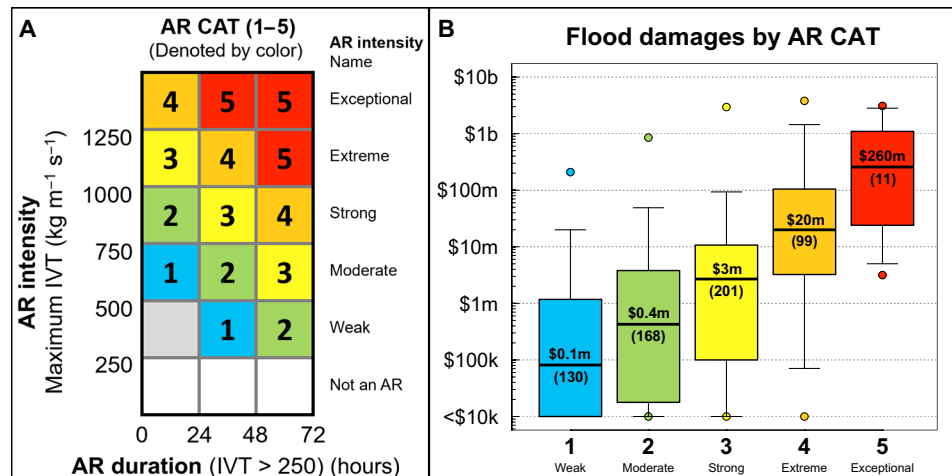 A
AR CAT (1–5)
(Denoted by color)
AR intensity
Name
4 5 5 Exceptional
1250
3 4 5 Extreme
1000
2 3 4 Strong
750
1 2 3 Moderate
500
1 2 Weak
250
Not an AR
0 24 48 72
AR duration (IVT > 250) (hours)
AR intensity
Maximum IVT (kg m⁻¹ s⁻¹)
B
Flood damages by AR CAT
$10b
$1b
$100m
$10m
$1m
$100k
<$10k
$0.1m
(130)
$0.4m
(168)
$3m
(201)
$20m
(99)
$260m
(11)
1 2 3 4 5
Weak Moderate Strong Extreme Exceptional